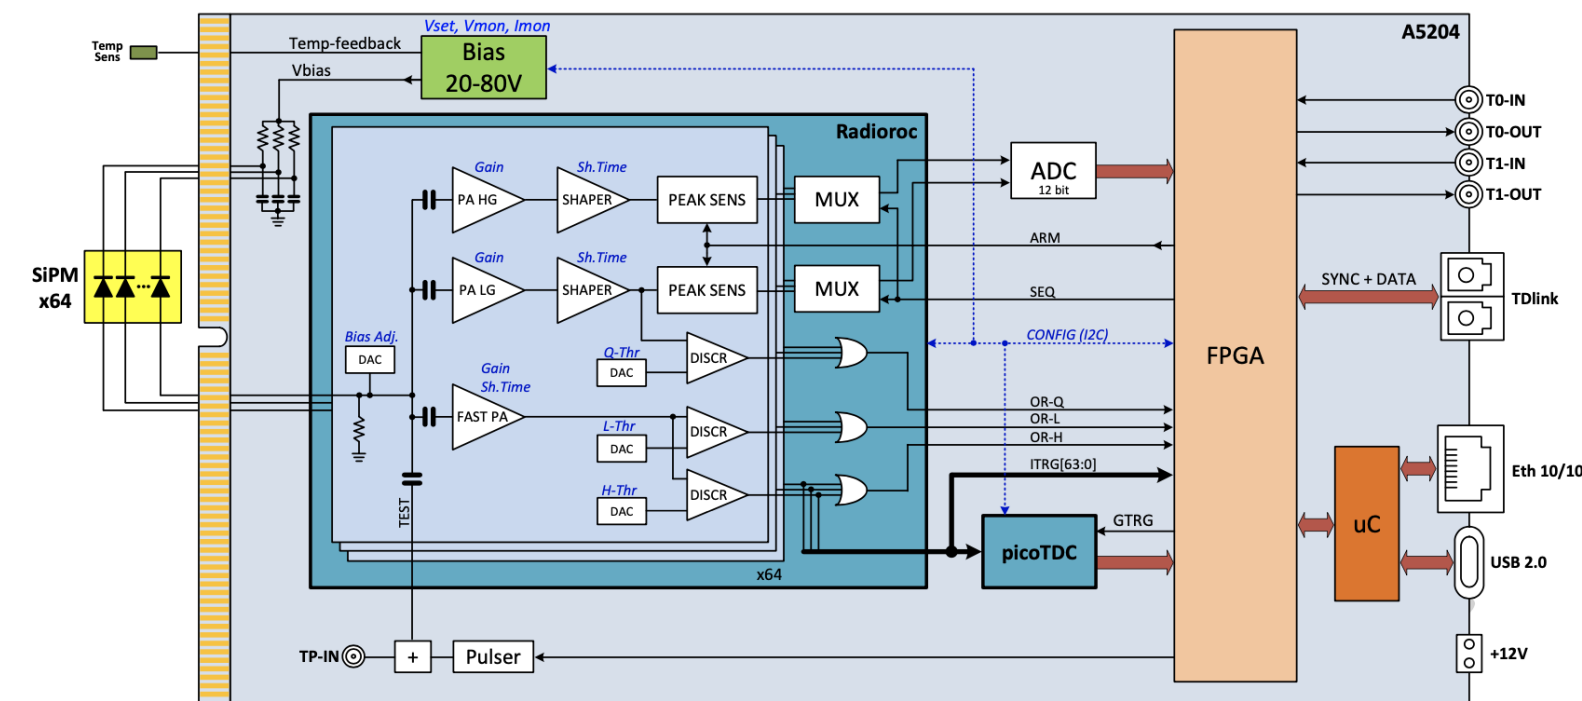 A5204
Temp
Sens
Temp-feedback
Vset, Vmon, Imon
Bias
20-80V
Vbias
Radioroc
T0-IN
T0-OUT
T1-IN
T1-OUT
Gain
Sh.Time
PA HG
SHAPER
PEAK SENS
MUX
ADC
12 bit
ARM
Gain
Sh.Time
PA LG
SHAPER
PEAK SENS
MUX
SEQ
SiPM
x64
SYNC + DATA
TDlink
Bias Adj.
DAC
Q-Thr
DAC
DISCR
CONFIG (I2C)
FPGA
Gain
Sh.Time
FAST PA
OR-Q
OR-L
OR-H
L-Thr
DAC
DISCR
ITRG[63:0]
H-Thr
DAC
DISCR
TEST
GTRG
picoTDC
uC
Eth 10/10
USB 2.0
x64
TP-IN
+
Pulser
+12V